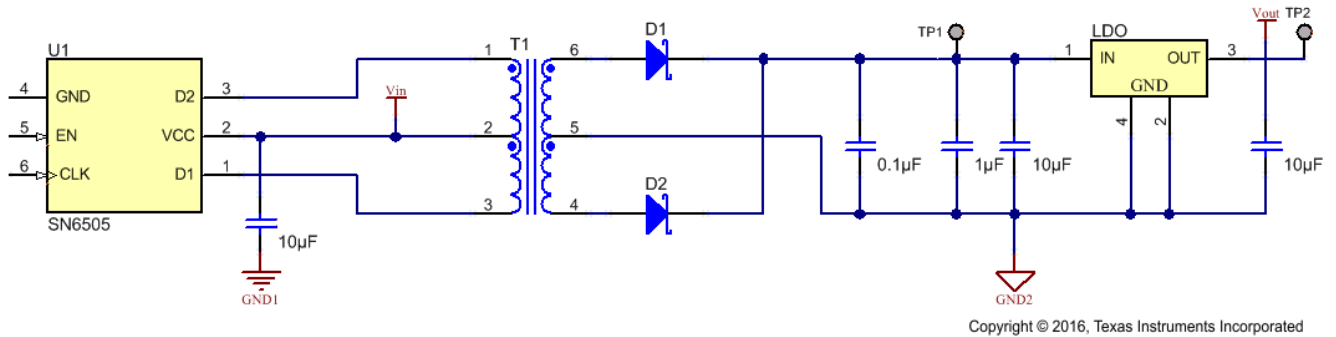 Vout TP2
U1
T1
D1
TP1
LDO
1
6
1
IN
OUT
3
4
GND
D2
3
Vin
GND
5
EN
VCC
2
2
5
4
2
6
CLK
D1
1
0.1µF
1µF
10µF
10µF
D2
3
4
SN6505
10µF
GND1
GND2
Copyright © 2016, Texas Instruments Incorporated